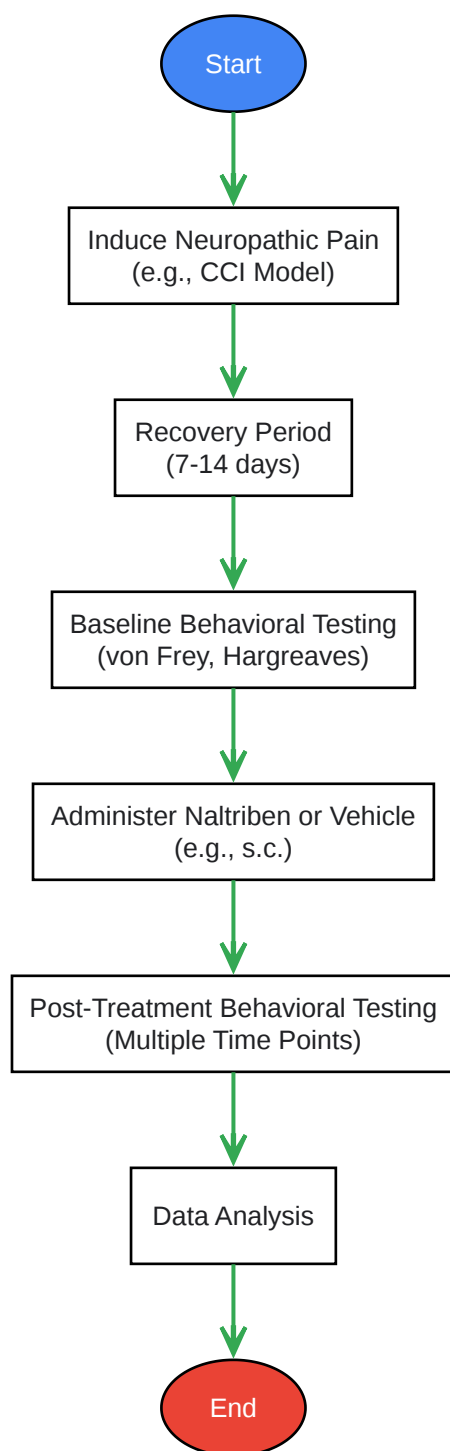 Start
Induce Neuropathic Pain
(e.g., CCI Model)
Recovery Period
(7-14 days)
Baseline Behavioral Testing
(von Frey, Hargreaves)
Administer Naltriben or Vehicle
(e.g., s.c.)
Post-Treatment Behavioral Testing
(Multiple Time Points)
Data Analysis
End